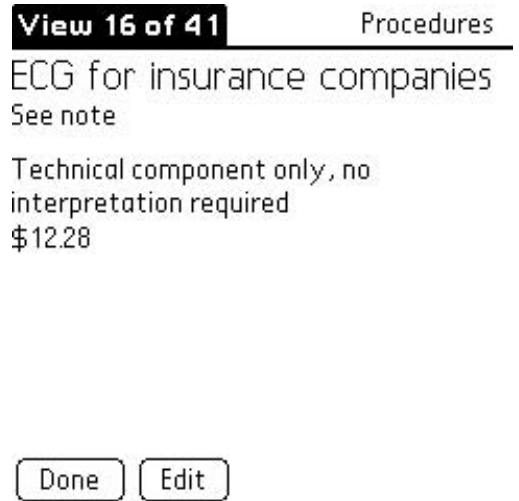 View 16 of 41
Procedures
ECG for insurance companies
See note
Technical component only, no
interpretation required
$12.28
Done
Edit